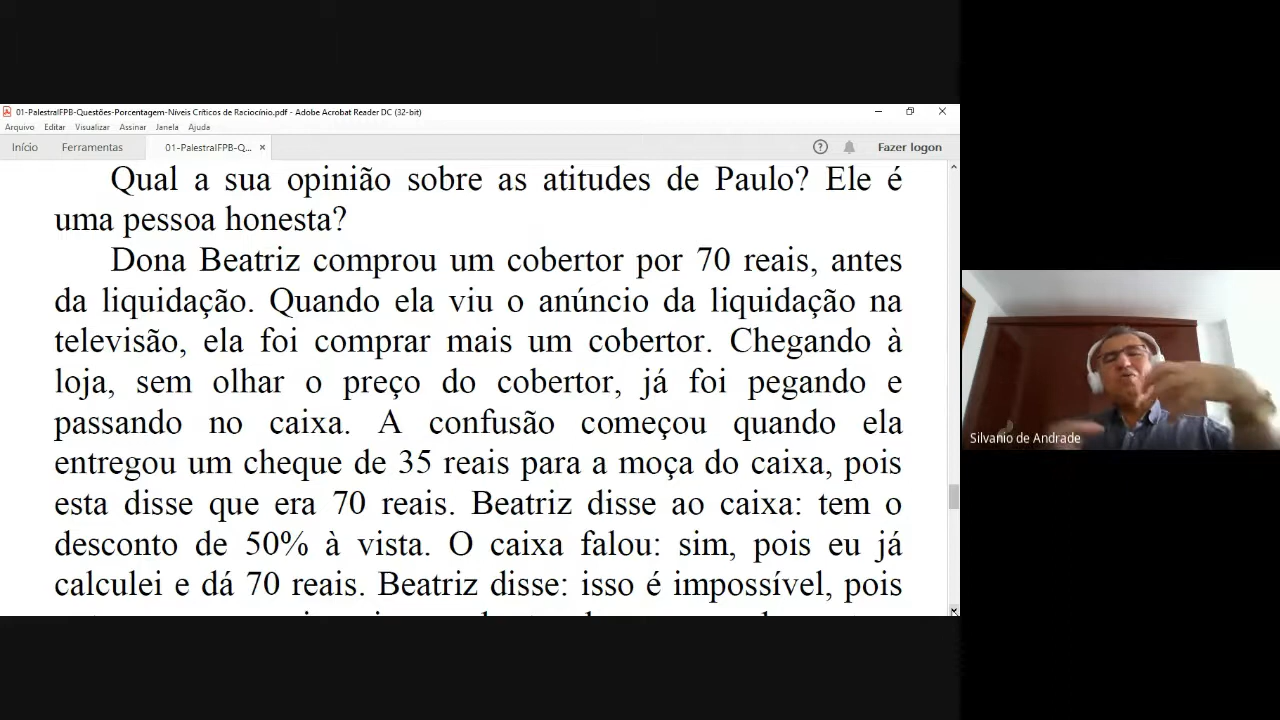 01-PalestraIFPB-Questões-Porcentagem-Níveis Críticos de Raciocínio.pdf - Adobe Acrobat Reader DC (32-bit)
Arquivo Editar Visualizar Assinar Janela Ajuda
Início Ferramentas 01-PalestraIFPB-Q... × Fazer logon
Qual a sua opinião sobre as atitudes de Paulo? Ele é
uma pessoa honesta?
Dona Beatriz comprou um cobertor por 70 reais, antes
da liquidação. Quando ela viu o anúncio da liquidação na
televisão, ela foi comprar mais um cobertor. Chegando à
loja, sem olhar o preço do cobertor, já foi pegando e
passando no caixa. A confusão começou quando ela
entregou um cheque de 35 reais para a moça do caixa, pois
esta disse que era 70 reais. Beatriz disse ao caixa: tem o
desconto de 50% à vista. O caixa falou: sim, pois eu já
calculei e dá 70 reais. Beatriz disse: isso é impossível, pois
Silvanio de Andrade